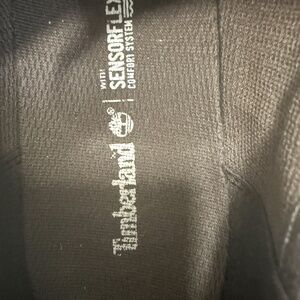 Timberland
WITH
SENSORFLEX
COMFORT SYSTEM